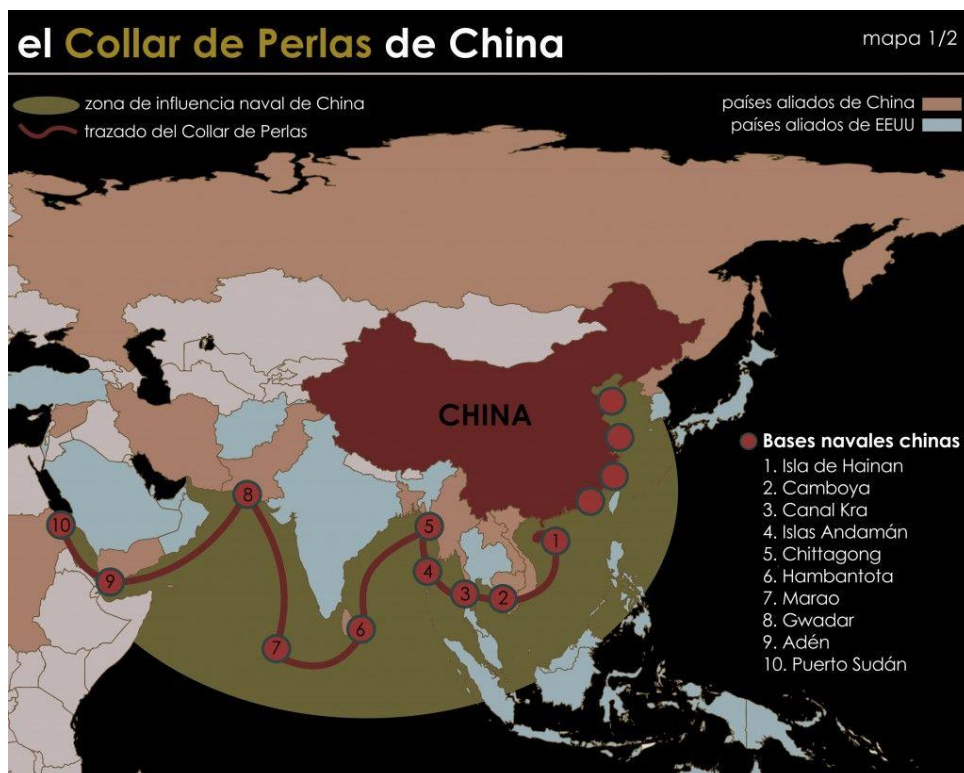 el Collar de Perlas de China
mapa 1/2
zona de influencia naval de China
trazado del Collar de Perlas
países aliados de China
países aliados de EEUU
CHINA
Bases navales chinas
1. Isla de Hainan
2. Camboya
3. Canal Kra
4. Islas Andamán
5. Chittagong
6. Hambantota
7. Marao
8. Gwadar
9. Adén
10. Puerto Sudán
8
10
5
1
4
9
3
2
6
7